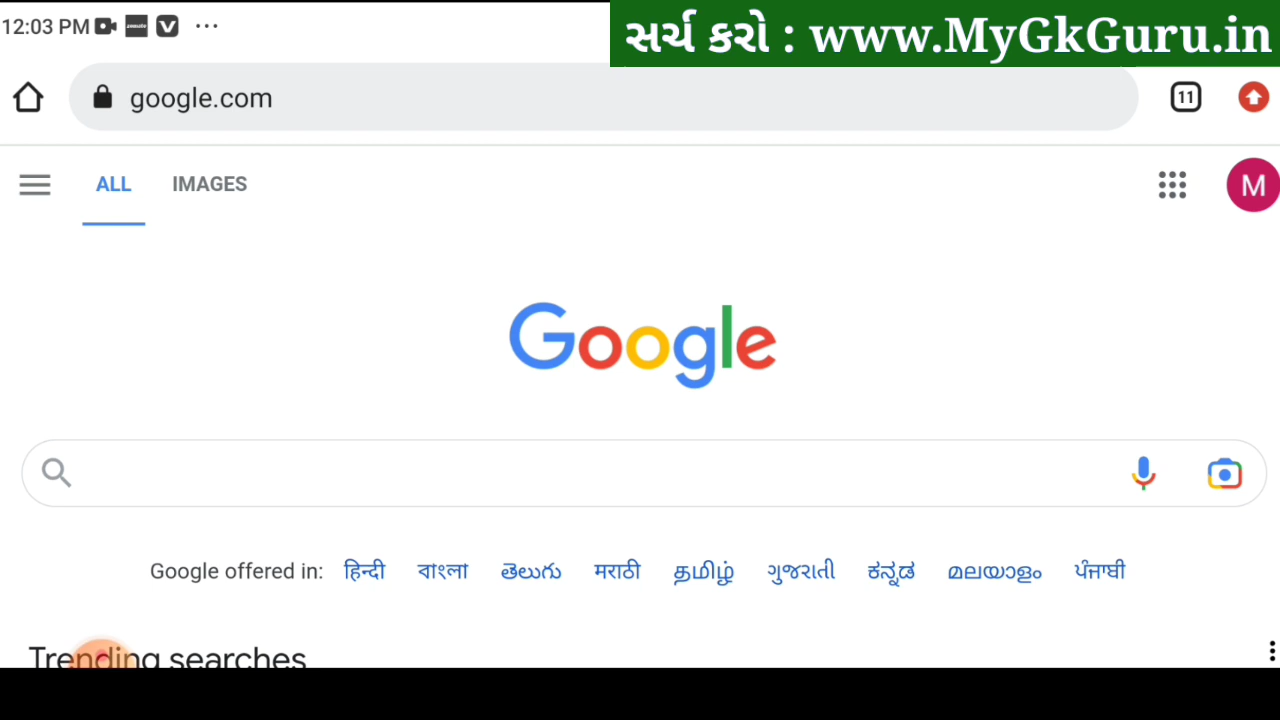 12:03 PM
સર્ચ કરો : www.MyGkGuru.in
google.com
11
ALL IMAGES
M
Google
Google offered in: हिन्दी বাংলা తెలుగు मराठी தமிழ் ગુજરાતી ಕನ್ನಡ മലയാളം ਪੰਜਾਬੀ
Trending searches